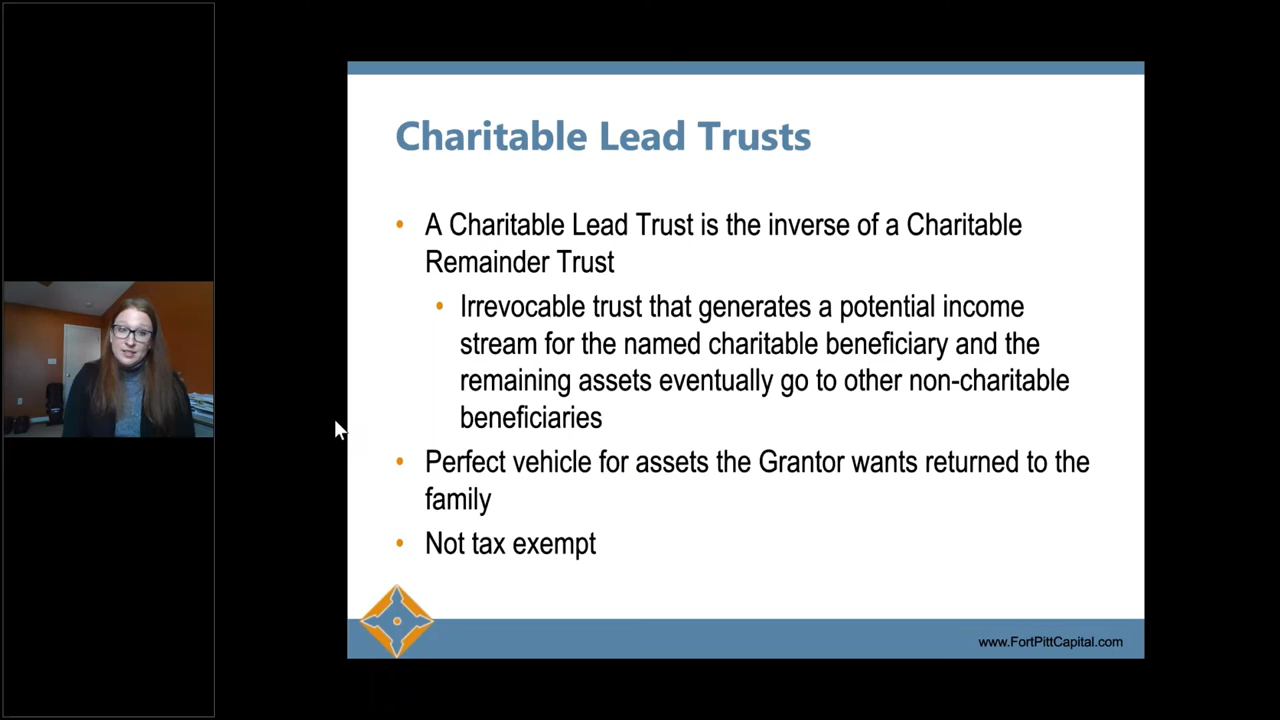 Charitable Lead Trusts
• A Charitable Lead Trust is the inverse of a Charitable
Remainder Trust
• Irrevocable trust that generates a potential income
stream for the named charitable beneficiary and the
remaining assets eventually go to other non-charitable
beneficiaries
• Perfect vehicle for assets the Grantor wants returned to the
family
• Not tax exempt
www.FortPittCapital.com